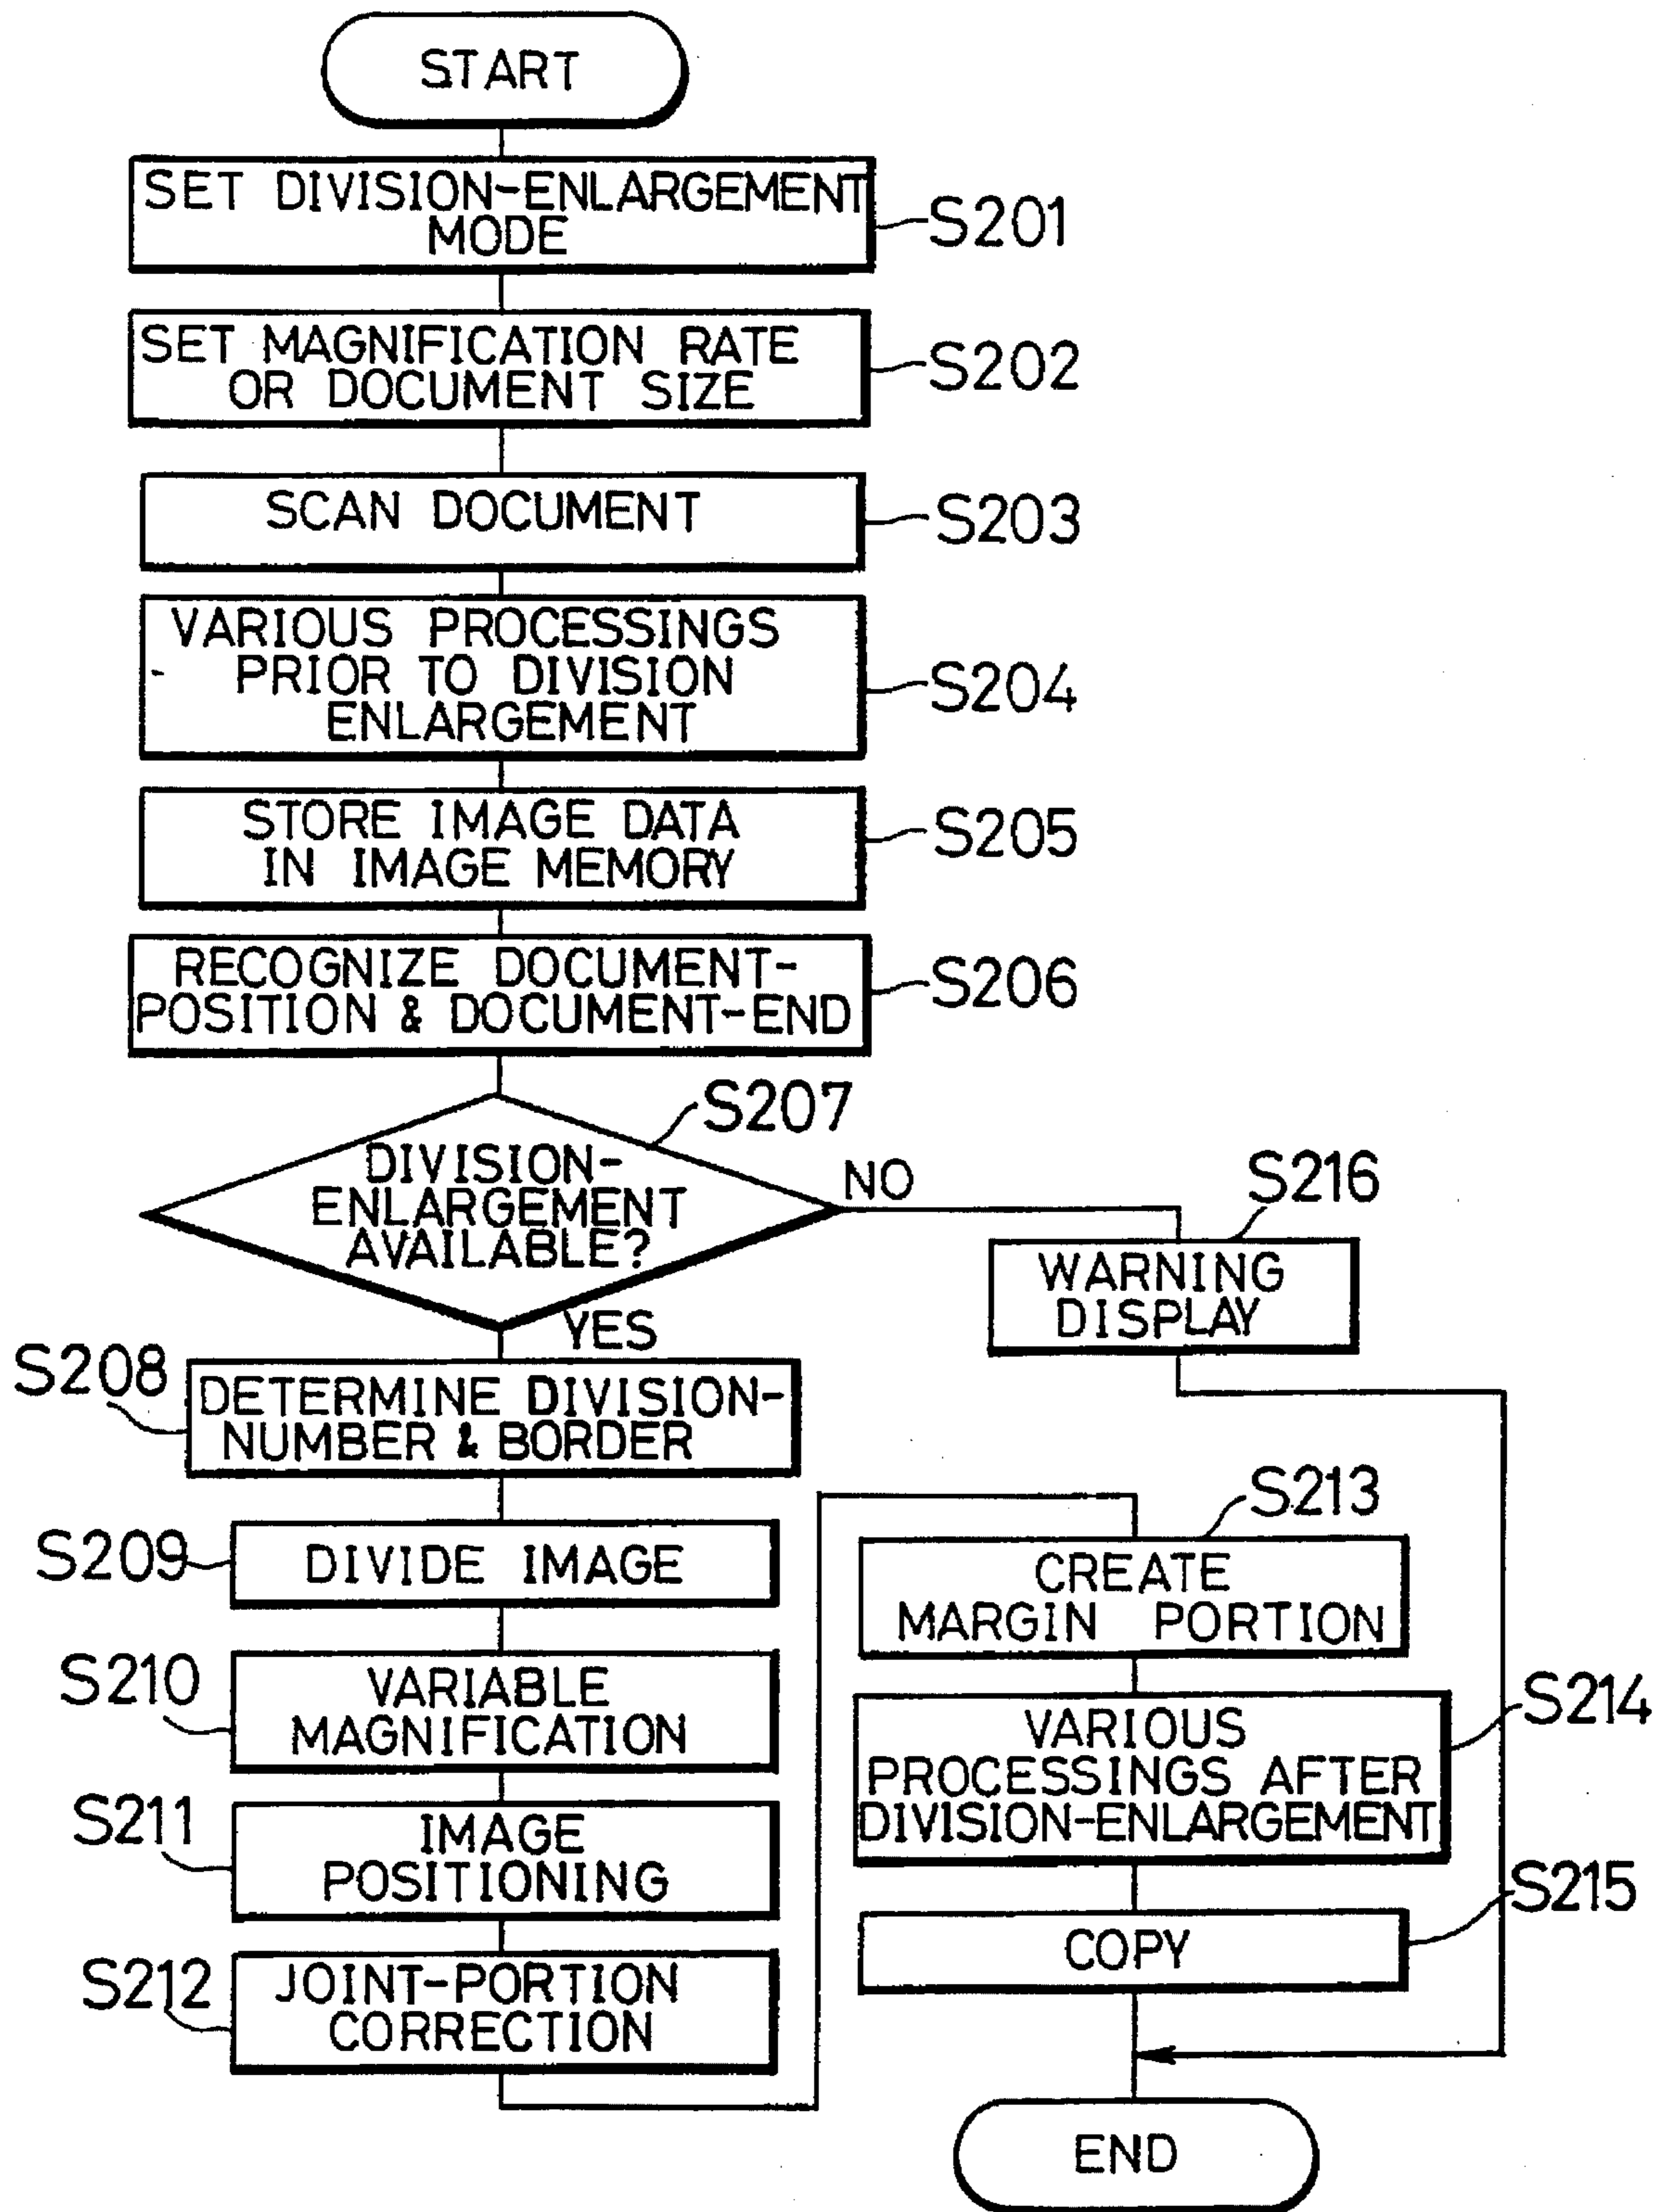 START
SET DIVISION-ENLARGEMENT
MODE
S201
SET MAGNIFICATION RATE
OR DOCUMENT SIZE
S202
SCAN DOCUMENT
S203
VARIOUS PROCESSINGS
PRIOR TO DIVISION
ENLARGEMENT
S204
STORE IMAGE DATA
IN IMAGE MEMORY
S205
RECOGNIZE DOCUMENT-
POSITION & DOCUMENT-END
S206
S207
DIVISION-
ENLARGEMENT
AVAILABLE?
NO
S216
WARNING
DISPLAY
YES
S208
DETERMINE DIVISION-
NUMBER & BORDER
S209
DIVIDE IMAGE
S210
VARIABLE
MAGNIFICATION
S211
IMAGE
POSITIONING
S212
JOINT-PORTION
CORRECTION
S213
CREATE
MARGIN PORTION
S214
VARIOUS
PROCESSINGS AFTER
DIVISION-ENLARGEMENT
S215
COPY
END